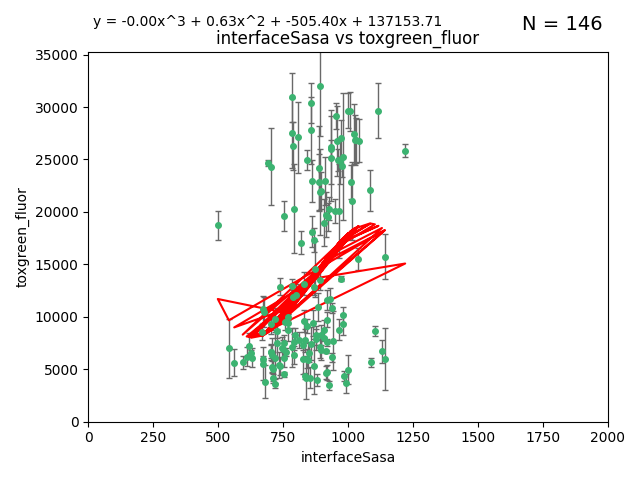 y = -0.00x^3 + 0.63x^2 + -505.40x + 137153.71
N = 146
interfaceSasa vs toxgreen_fluor
35000
30000
25000
20000
15000
10000
5000
0
toxgreen_fluor
0 250 500 750 1000 1250 1500 1750 2000
interfaceSasa